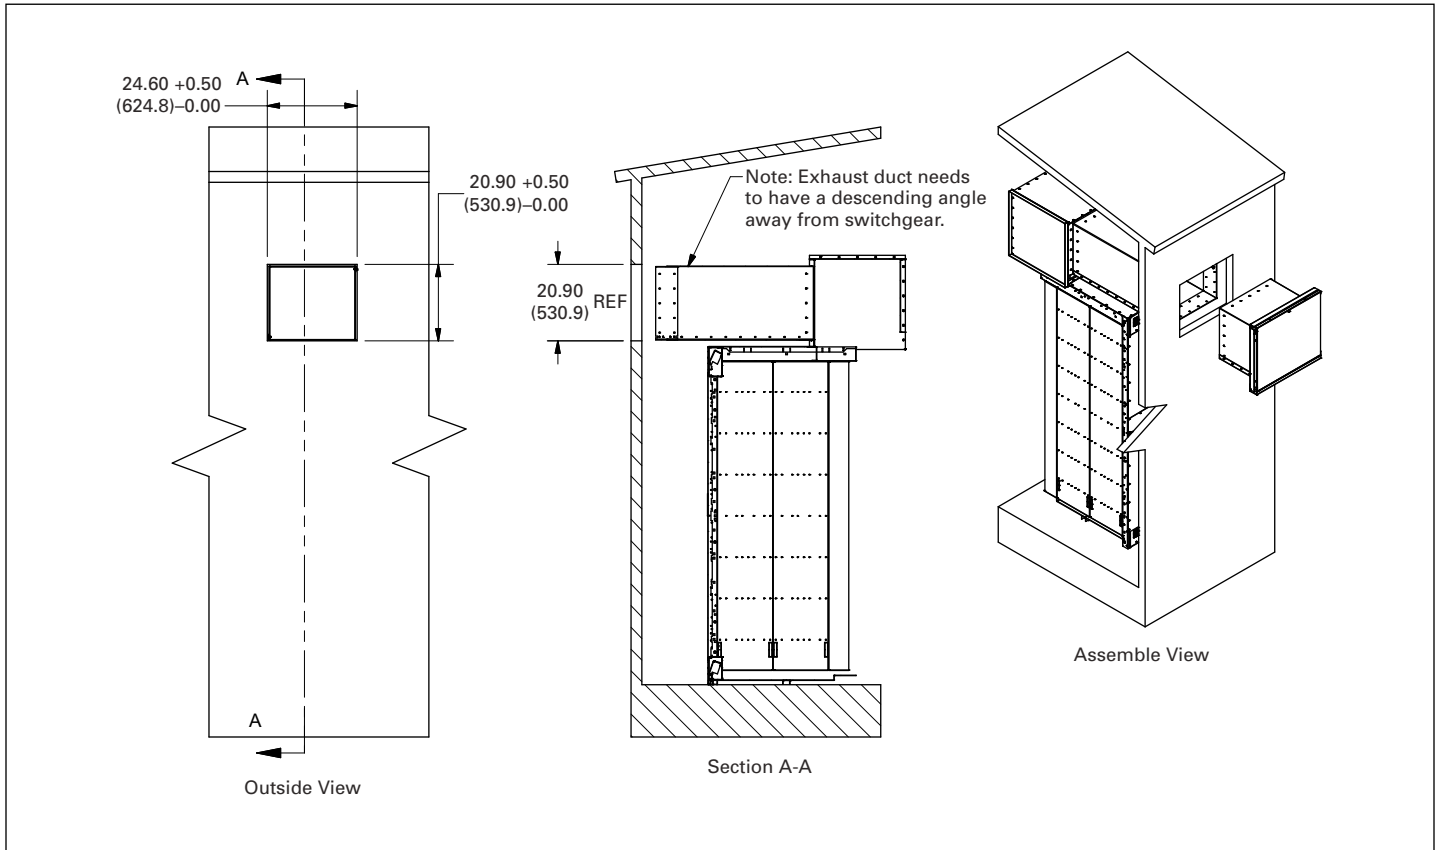 A
24.60 +0.50
(624.8)–0.00
20.90 +0.50
(530.9)–0.00
A
Outside View
Note: Exhaust duct needs
to have a descending angle
away from switchgear.
20.90
(530.9) REF
Section A-A
Assemble View